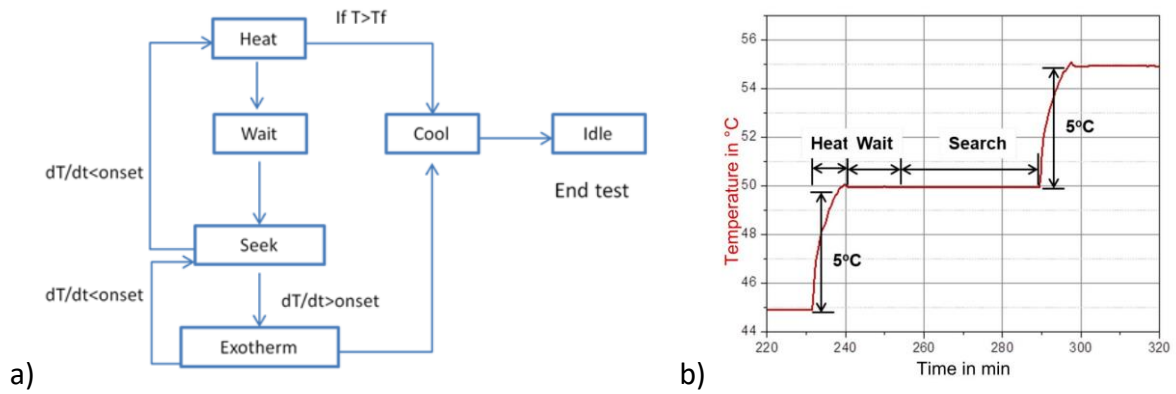 If T>Tf
Heat
Wait
Cool
Idle
dT/dt<onset
End test
Seek
dT/dt<onset
dT/dt>onset
Exotherm
a)
56
54
52
50
48
46
44
Temperature in °C
Heat Wait Search
5ºC
5ºC
220 240 260 280 300 320
Time in min
b)